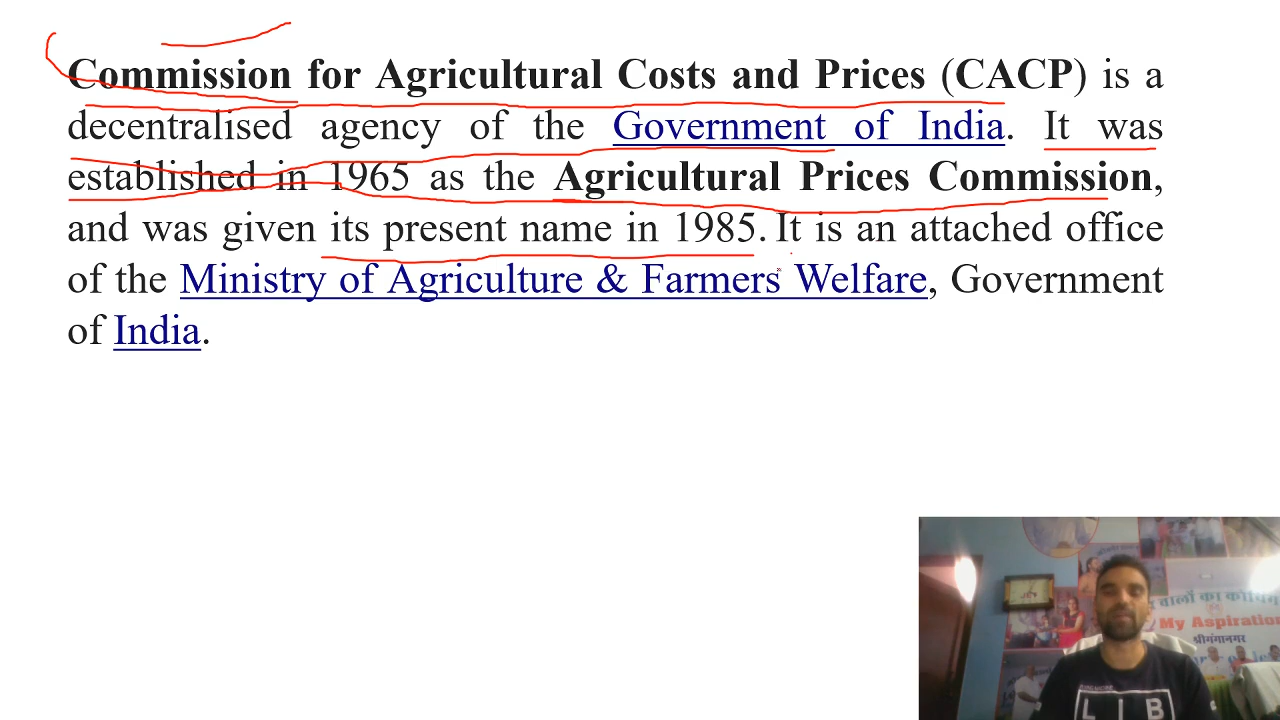 Commission for Agricultural Costs and Prices (CACP) is a
decentralised agency of the Government of India. It was
established in 1965 as the Agricultural Prices Commission,
and was given its present name in 1985. It is an attached office
of the Ministry of Agriculture & Farmers Welfare, Government
of India.
वालों का
My Aspiration
श्रीगंगानगर
L I B